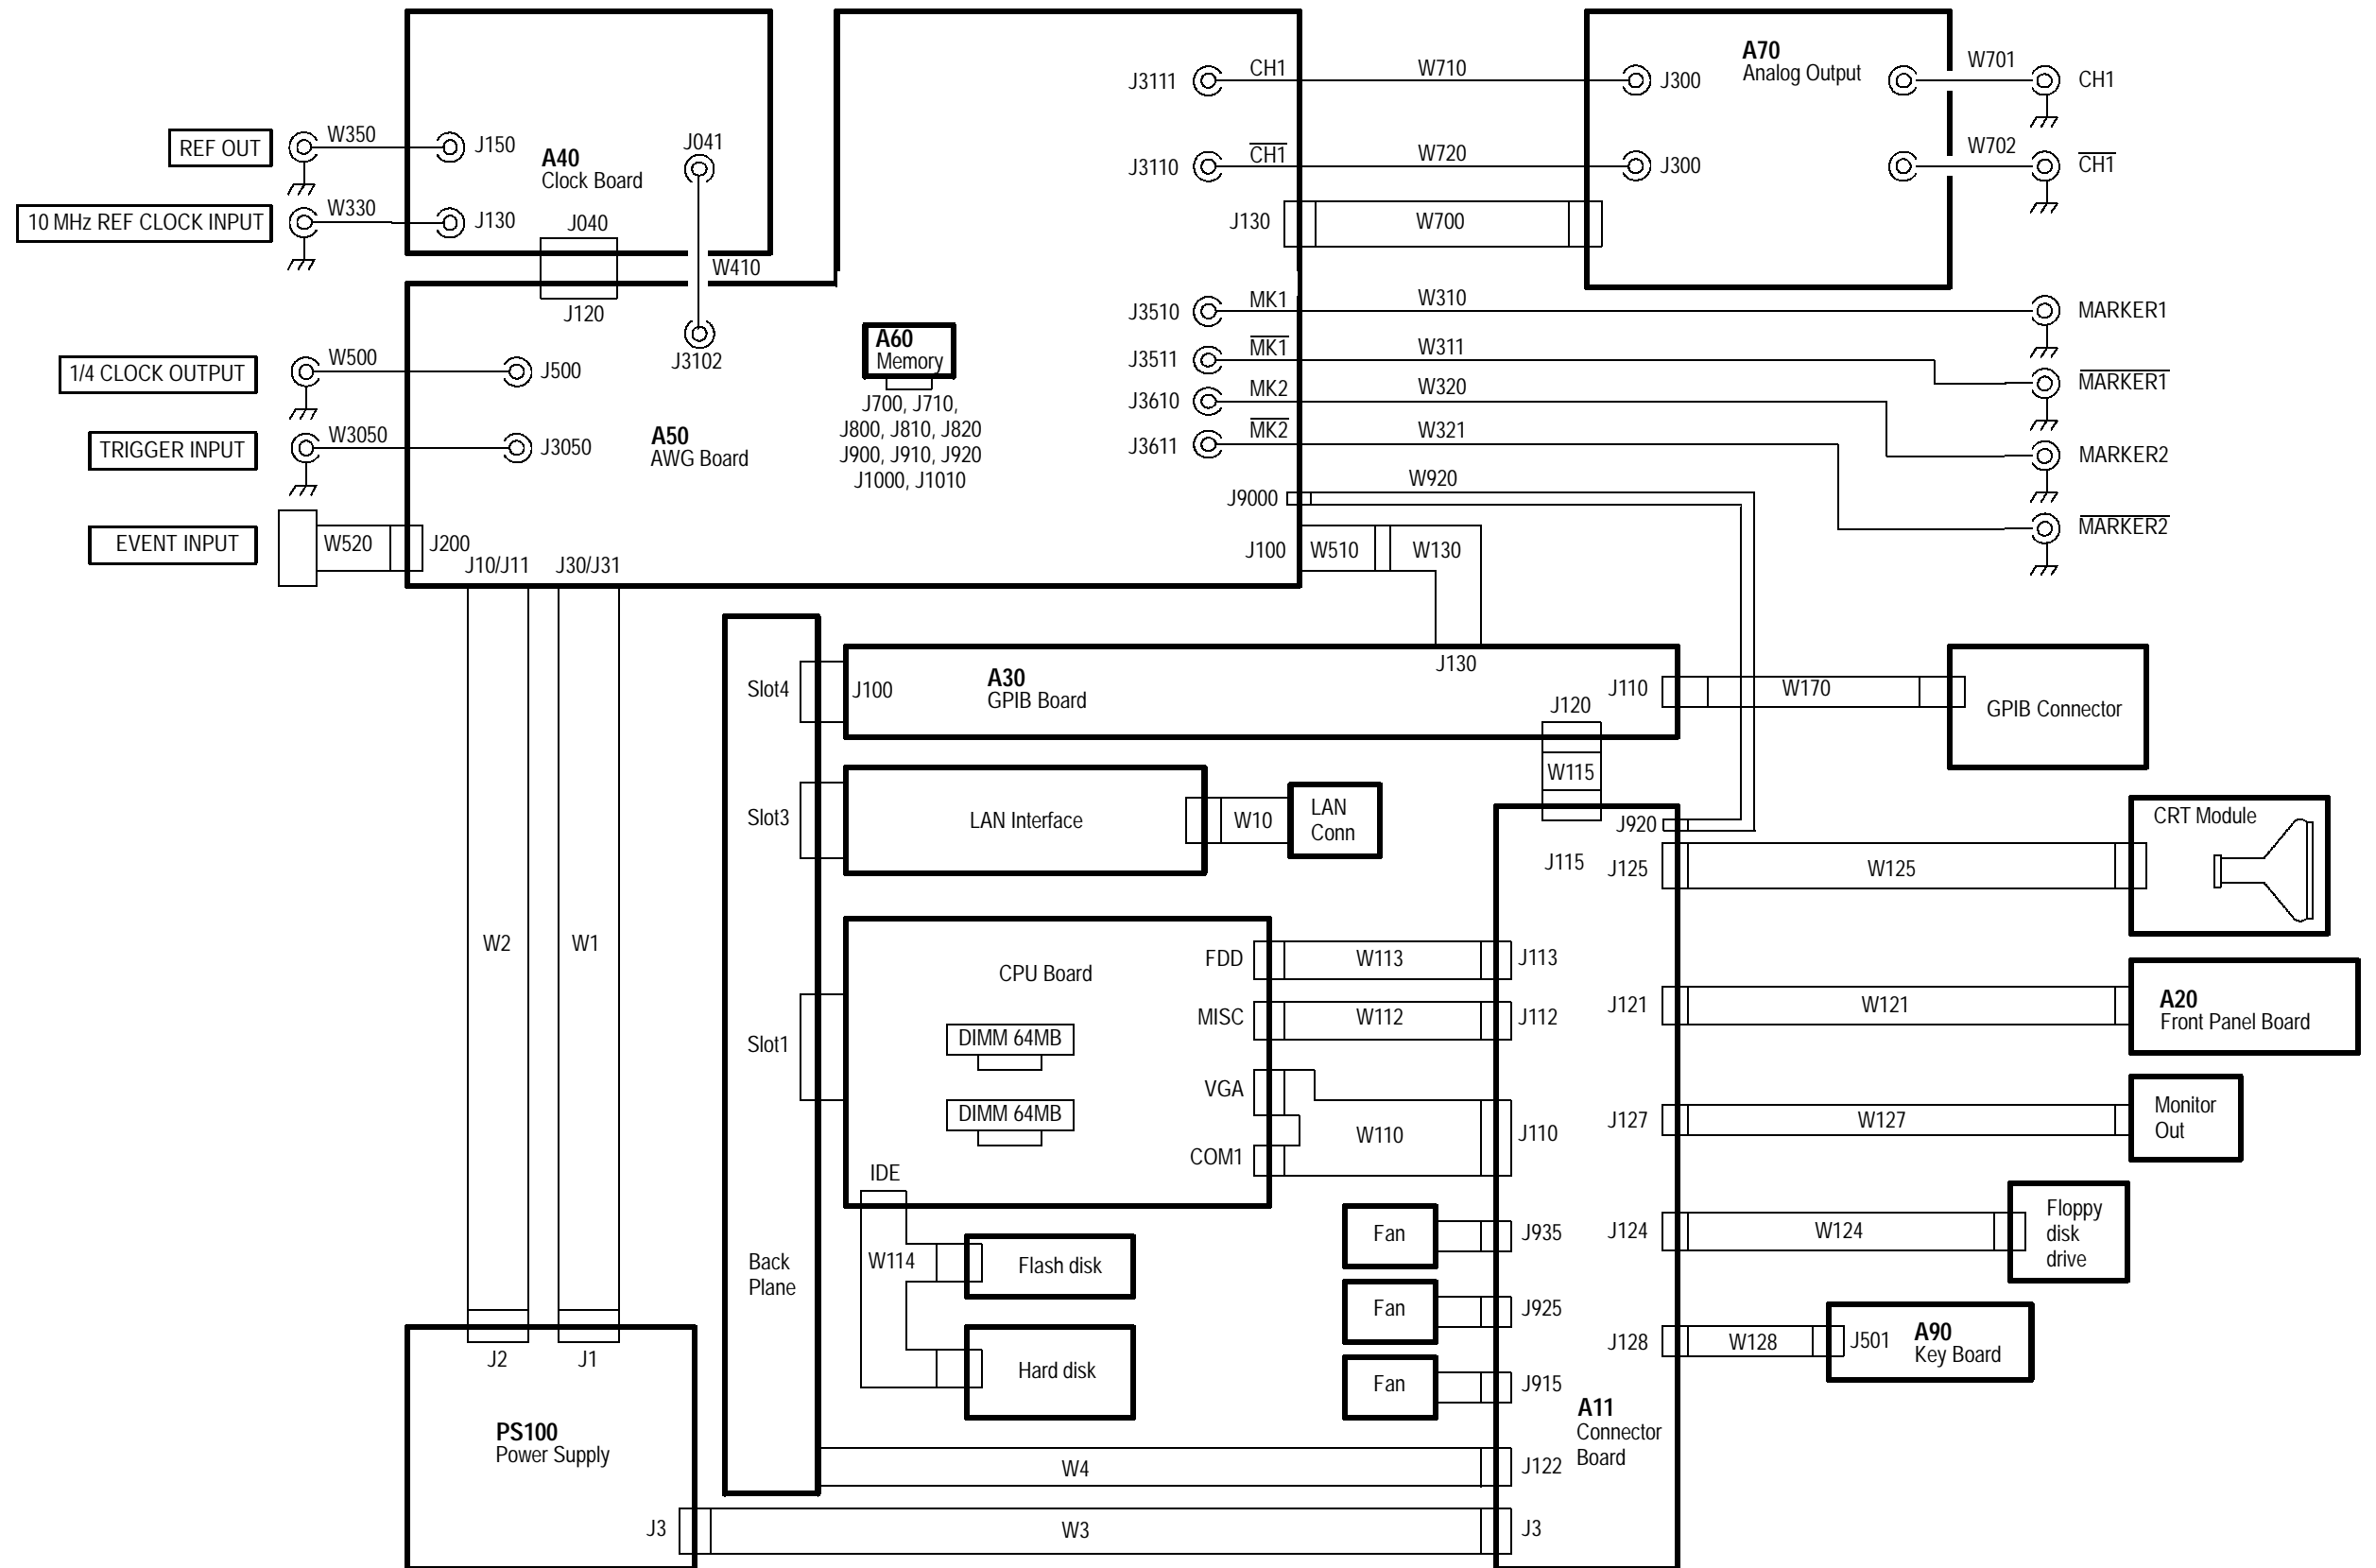 REF OUT
W350
J150
10 MHz REF CLOCK INPUT
W330
J130
A40
Clock Board
J041
J040
W410
J120
J3102
1/4 CLOCK OUTPUT
W500
J500
TRIGGER INPUT
W3050
J3050
EVENT INPUT
W520
J200
J10/J11
J30/J31
A50
AWG Board
A60
Memory
J700, J710,
J800, J810, J820
J900, J910, J920
J1000, J1010
J3111
CH1
W710
J300
J3110
CH1
W720
J300
J130
W700
A70
Analog Output
W701
CH1
W702
CH1
J3510
MK1
W310
MARKER1
J3511
MK1
W311
MARKER1
J3610
MK2
W320
MARKER2
J3611
MK2
W321
MARKER2
J9000
W920
J100
W510
W130
Slot4
J100
A30
GPIB Board
J130
J120
J110
W170
GPIB Connector
W115
Slot3
LAN Interface
W10
LAN
Conn
J920
J115
J125
W125
CRT Module
W2
W1
Slot1
CPU Board
DIMM 64MB
DIMM 64MB
FDD
W113
J113
MISC
W112
J112
VGA
COM1
W110
J110
J121
W121
A20
Front Panel Board
J127
W127
Monitor
Out
IDE
W114
Flash disk
Hard disk
Back
Plane
Fan
J935
Fan
J925
Fan
J915
J124
W124
Floppy
disk
drive
J128
W128
J501
A90
Key Board
A11
Connector
Board
J2
J1
PS100
Power Supply
W4
J122
J3
W3
J3